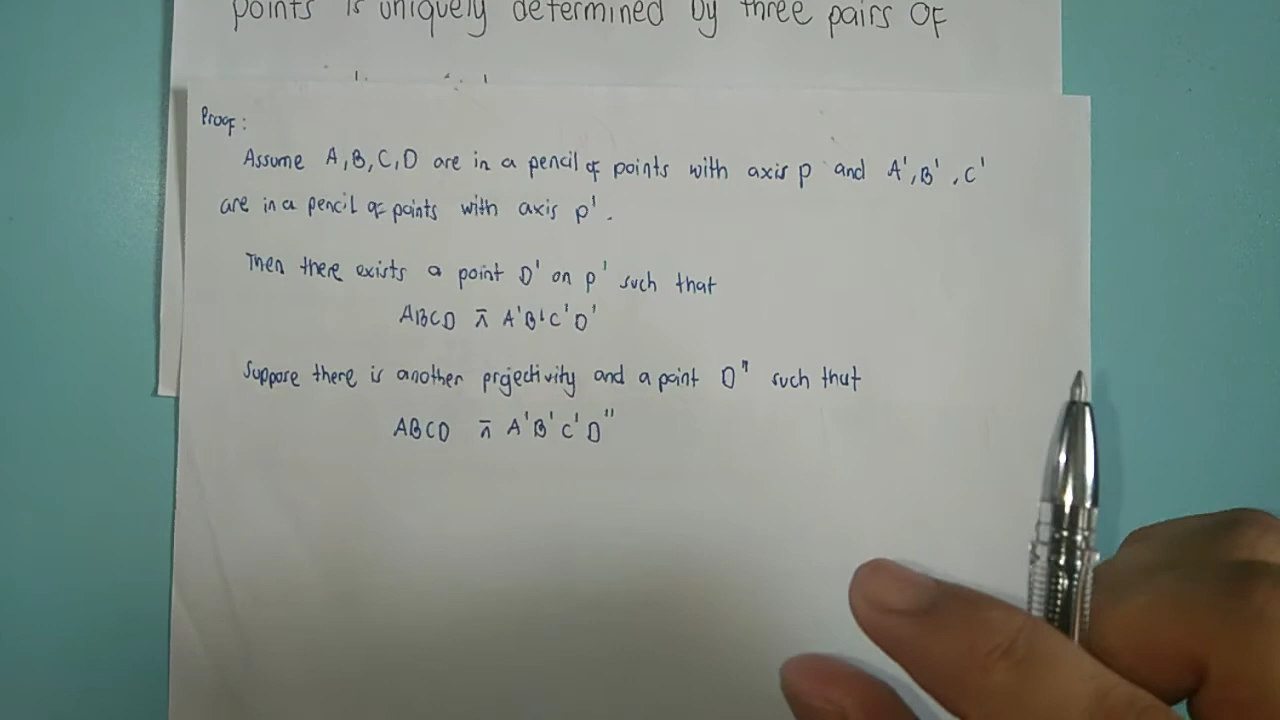 points is uniquely determined by three pairs of
Proof:
Assume A, B, C, D are in a pencil of points with axis p and A', B', C'
are in a pencil of points with axis p'.
Then there exists a point D' on p' such that
ABCD ⊼ A'B'C'D'
Suppose there is another projectivity and a point D" such that
ABCD ⊼ A'B'C'D"